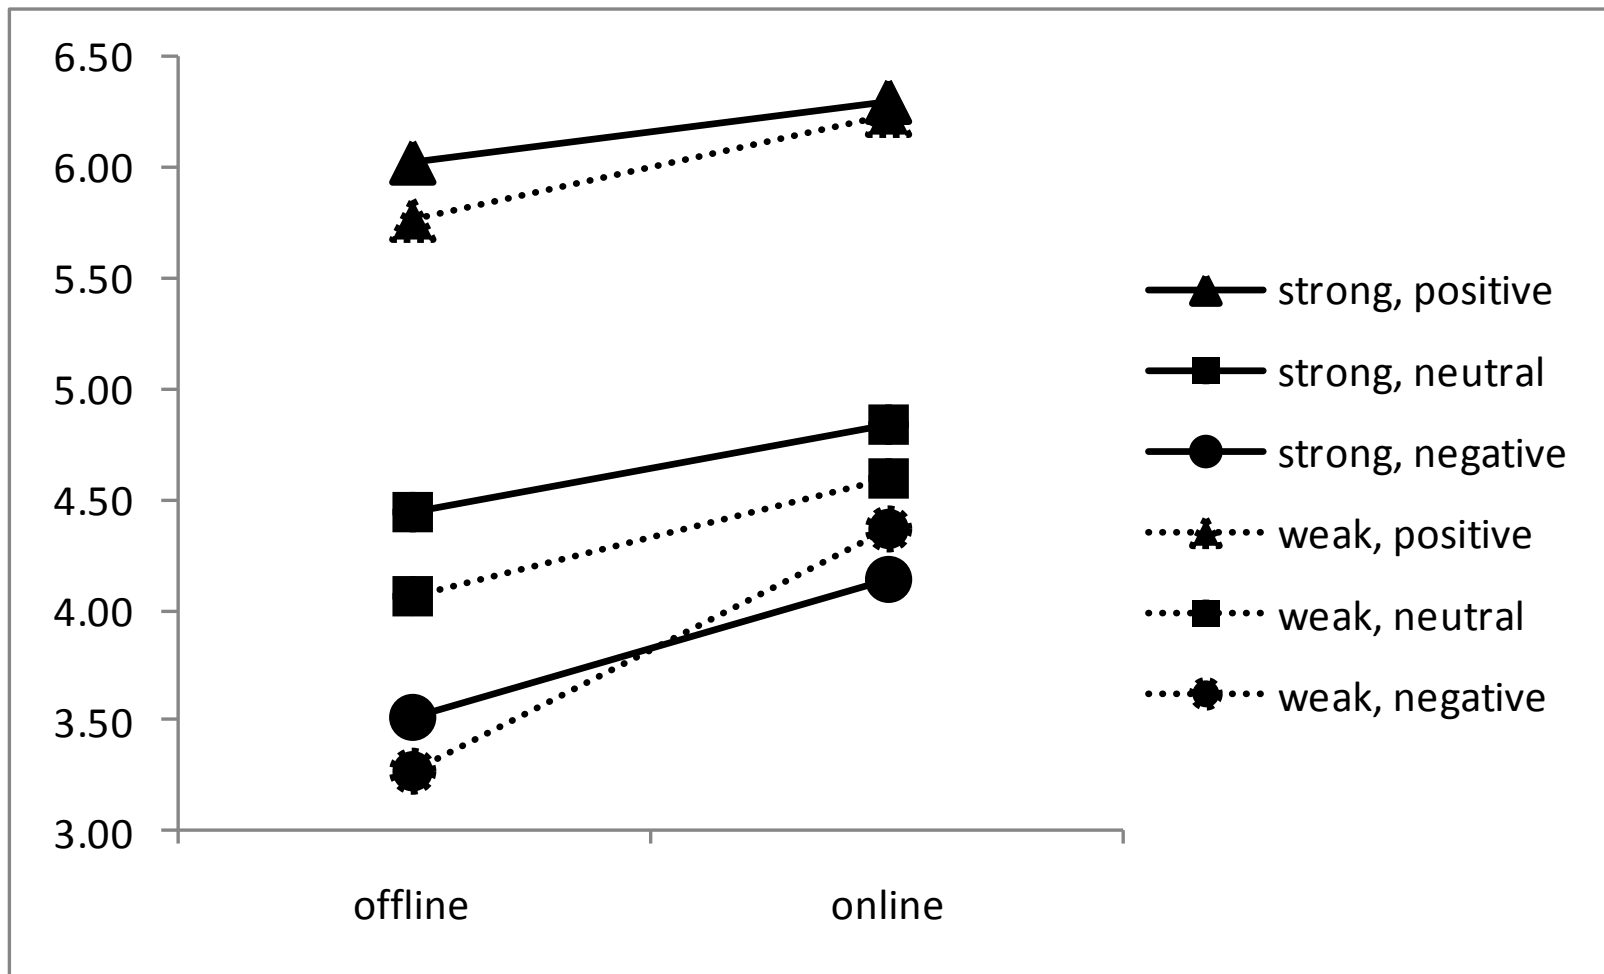 6.50
6.00
5.50
5.00
4.50
4.00
3.50
3.00
offline
online
strong, positive
strong, neutral
strong, negative
weak, positive
weak, neutral
weak, negative